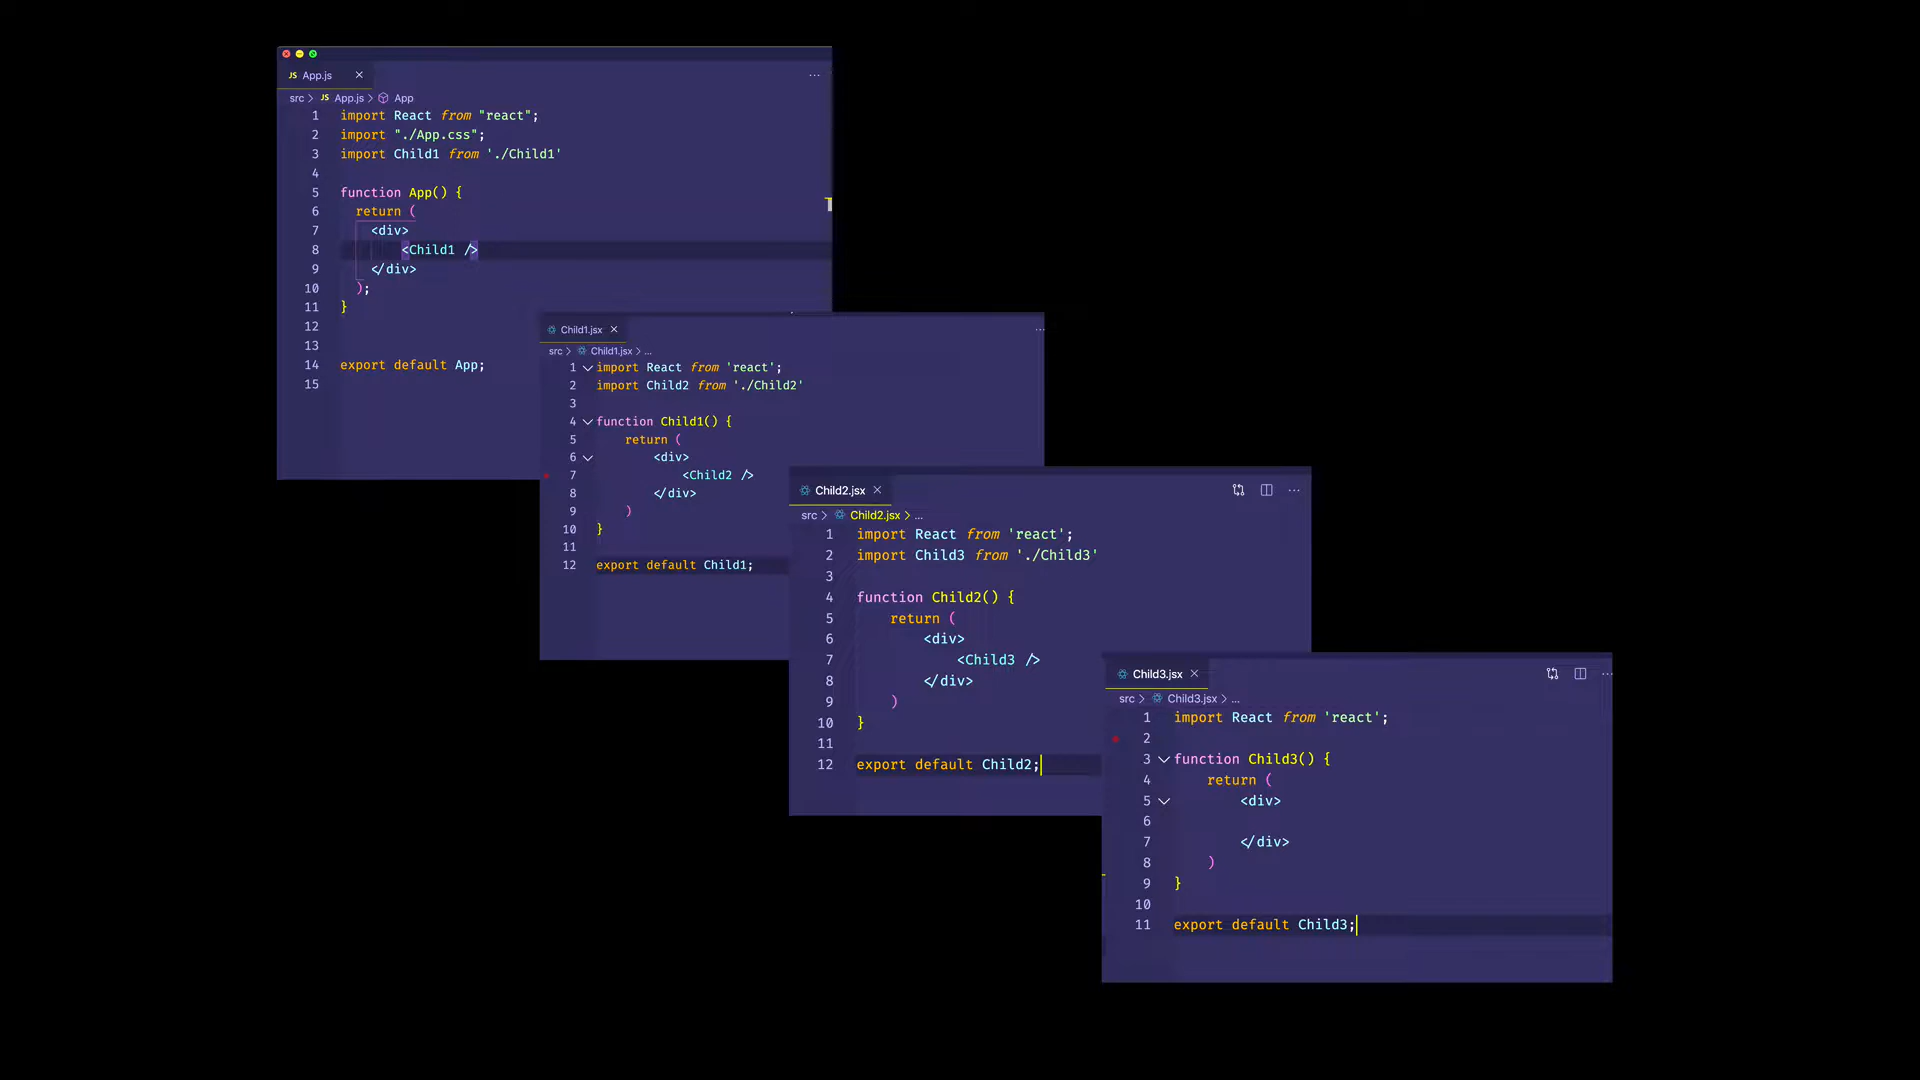 JS App.js
src > JS App.js > App
1 import React from "react";
2 import "./App.css";
3 import Child1 from './Child1'
4
5 function App() {
6 return (
7 <div>
8 <Child1 />
9 </div>
10 );
11 }
12
13
14 export default App;
15
Child1.jsx
src > Child1.jsx > ...
1 import React from 'react';
2 import Child2 from './Child2'
3
4 function Child1() {
5 return (
6 <div>
7 <Child2 />
8 </div>
9 )
10 }
11
12 export default Child1;
Child2.jsx
src > Child2.jsx > ...
1 import React from 'react';
2 import Child3 from './Child3'
3
4 function Child2() {
5 return (
6 <div>
7 <Child3 />
8 </div>
9 )
10 }
11
12 export default Child2;
Child3.jsx
src > Child3.jsx > ...
1 import React from 'react';
2
3 function Child3() {
4 return (
5 <div>
6
7 </div>
8 )
9 }
10
11 export default Child3;